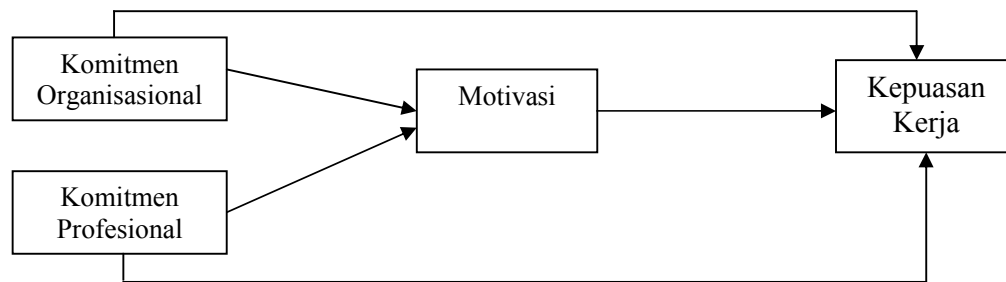 Komitmen
Organisasional
Motivasi
Kepuasan
Kerja
Komitmen
Profesional